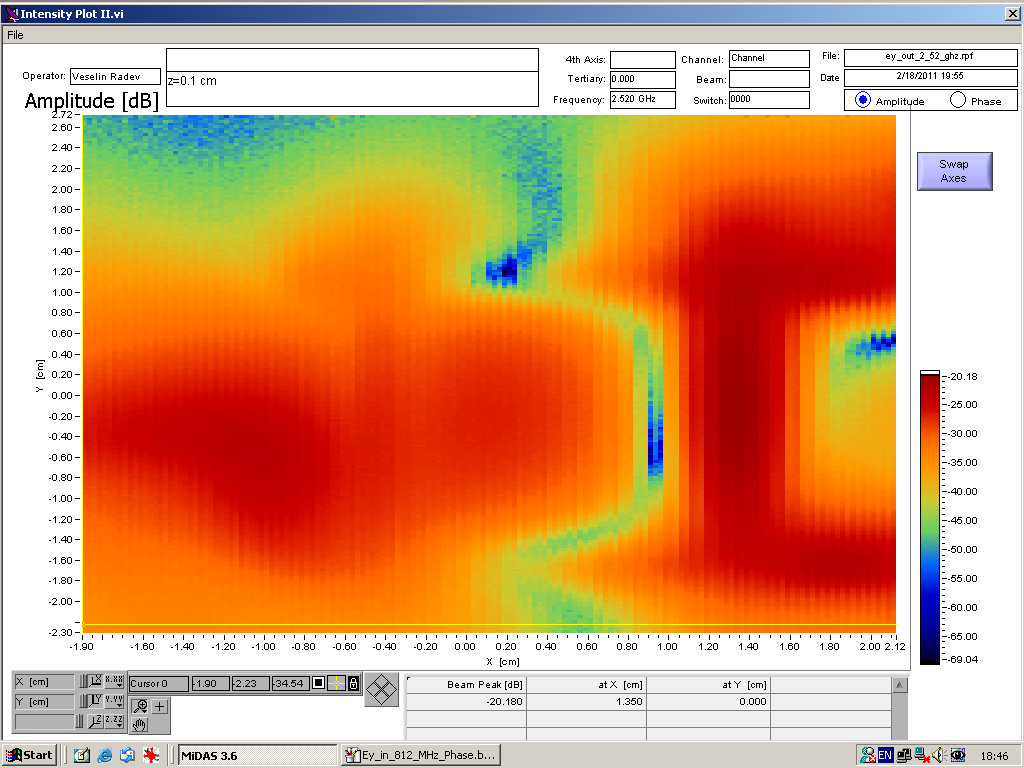 Intensity Plot II.vi
File
Operator: Veselin Radev
z=0.1 cm
4th Axis:
Tertiary: 0.000
Frequency: 2.520 GHz
Channel: Channel
Beam:
Switch: 0000
File: ey_out_2_52_ghz.rpf
Date 2/18/2011 19:55
Amplitude Phase
Amplitude [dB]
Swap
Axes
2.72
2.60
2.40
2.20
2.00
1.80
1.60
1.40
1.20
1.00
0.80
0.60
0.40
0.20
0.00
-0.20
-0.40
-0.60
-0.80
-1.00
-1.20
-1.40
-1.60
-1.80
-2.00
-2.30
Y [cm]
-1.90 -1.60 -1.40 -1.20 -1.00 -0.80 -0.60 -0.40 -0.20 0.00 0.20 0.40 0.60 0.80 1.00 1.20 1.40 1.60 1.80 2.00 2.12
X [cm]
-20.18
-25.00
-30.00
-35.00
-40.00
-45.00
-50.00
-55.00
-60.00
-65.00
-69.04
X [cm]
Y [cm]
X X.XX
Y Y.YY
Z Z.ZZ
Cursor 0 -1.90 -2.23 -34.54
Beam Peak [dB] at X [cm] at Y [cm]
-20.180 1.350 0.000
Start MiDAS 3.6 Ey_in_812_MHz_Phase.b... EN 18:46